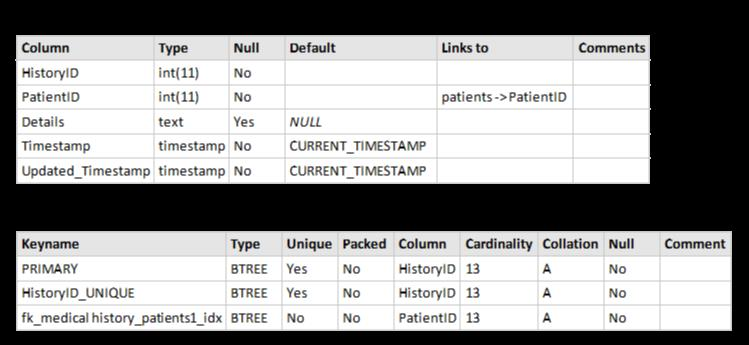 Column Type Null Default Links to Comments
HistoryID int(11) No
PatientID int(11) No patients->PatientID
Details text Yes NULL
Timestamp timestamp No CURRENT_TIMESTAMP
Updated_Timestamp timestamp No CURRENT_TIMESTAMP
Keyname Type Unique Packed Column Cardinality Collation Null Comment
PRIMARY BTREE Yes No HistoryID 13 A No
HistoryID_UNIQUE BTREE Yes No HistoryID 13 A No
fk_medical history_patients1_idx BTREE No No PatientID 13 A No